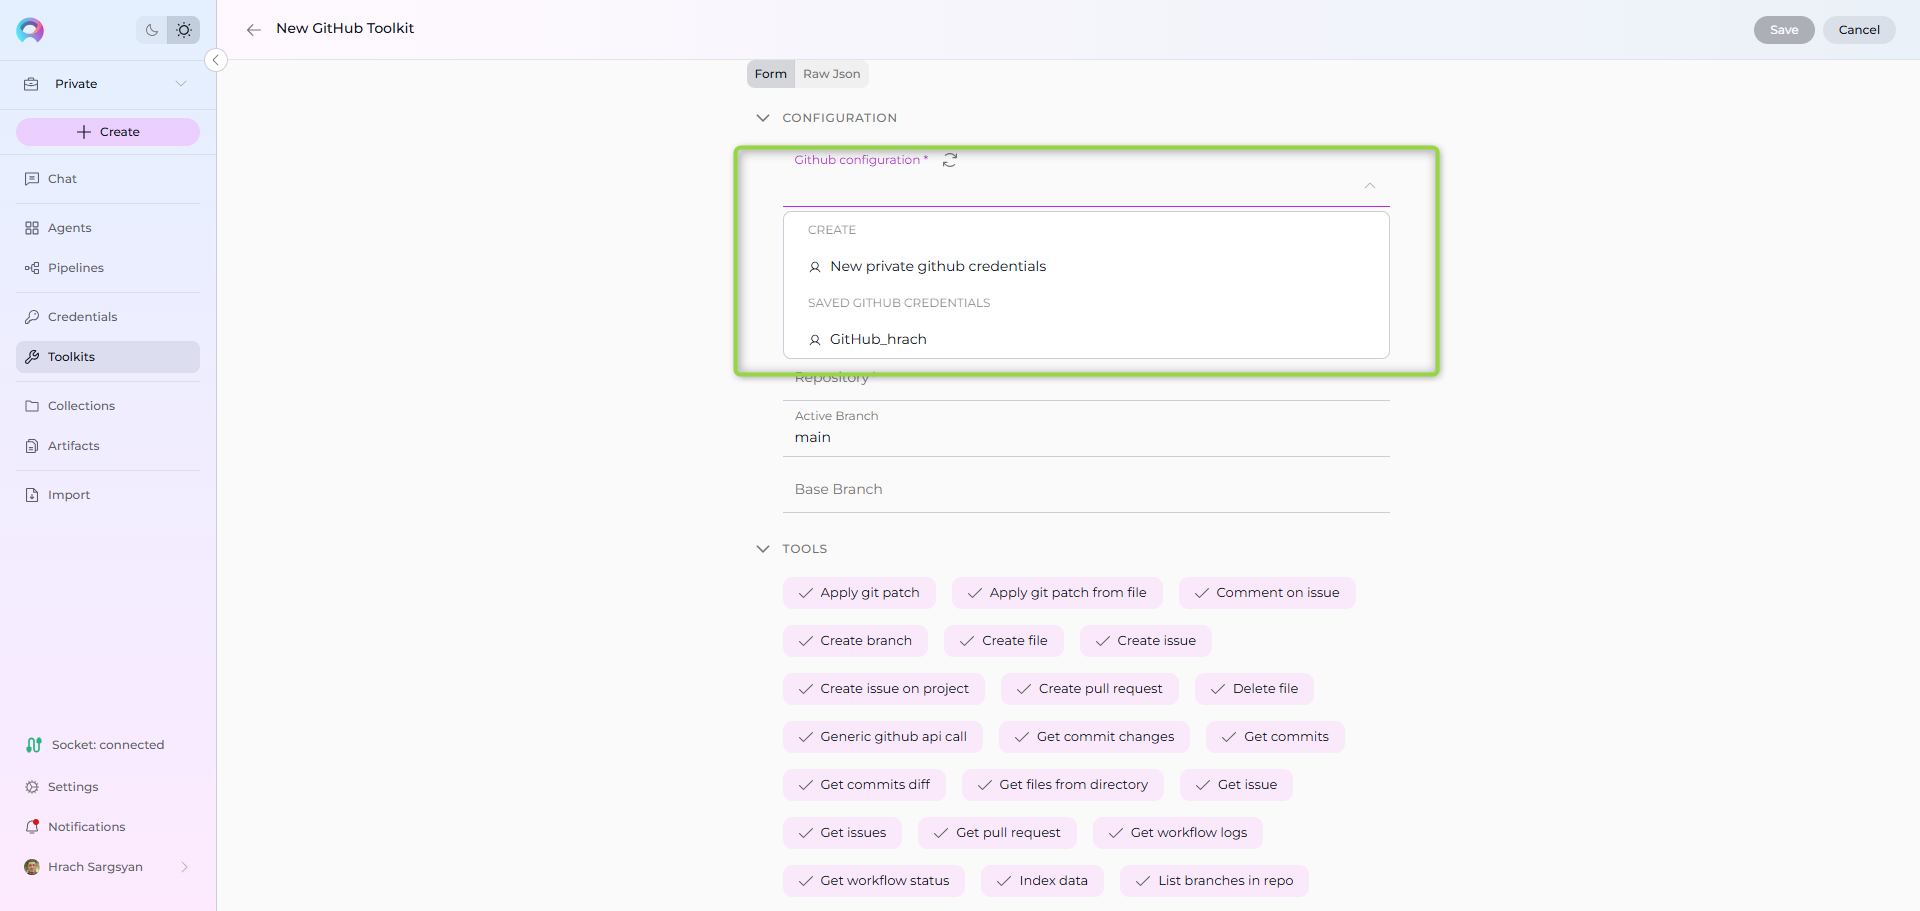 New GitHub Toolkit
Save
Cancel
Private
Create
Chat
Agents
Pipelines
Credentials
Toolkits
Collections
Artifacts
Import
Socket: connected
Settings
Notifications
Hrach Sargsyan
Form
Raw Json
CONFIGURATION
Github configuration *
CREATE
New private github credentials
SAVED GITHUB CREDENTIALS
GitHub_hrach
Repository *
Active Branch
main
Base Branch
TOOLS
Apply git patch
Apply git patch from file
Comment on issue
Create branch
Create file
Create issue
Create issue on project
Create pull request
Delete file
Generic github api call
Get commit changes
Get commits
Get commits diff
Get files from directory
Get issue
Get issues
Get pull request
Get workflow logs
Get workflow status
Index data
List branches in repo